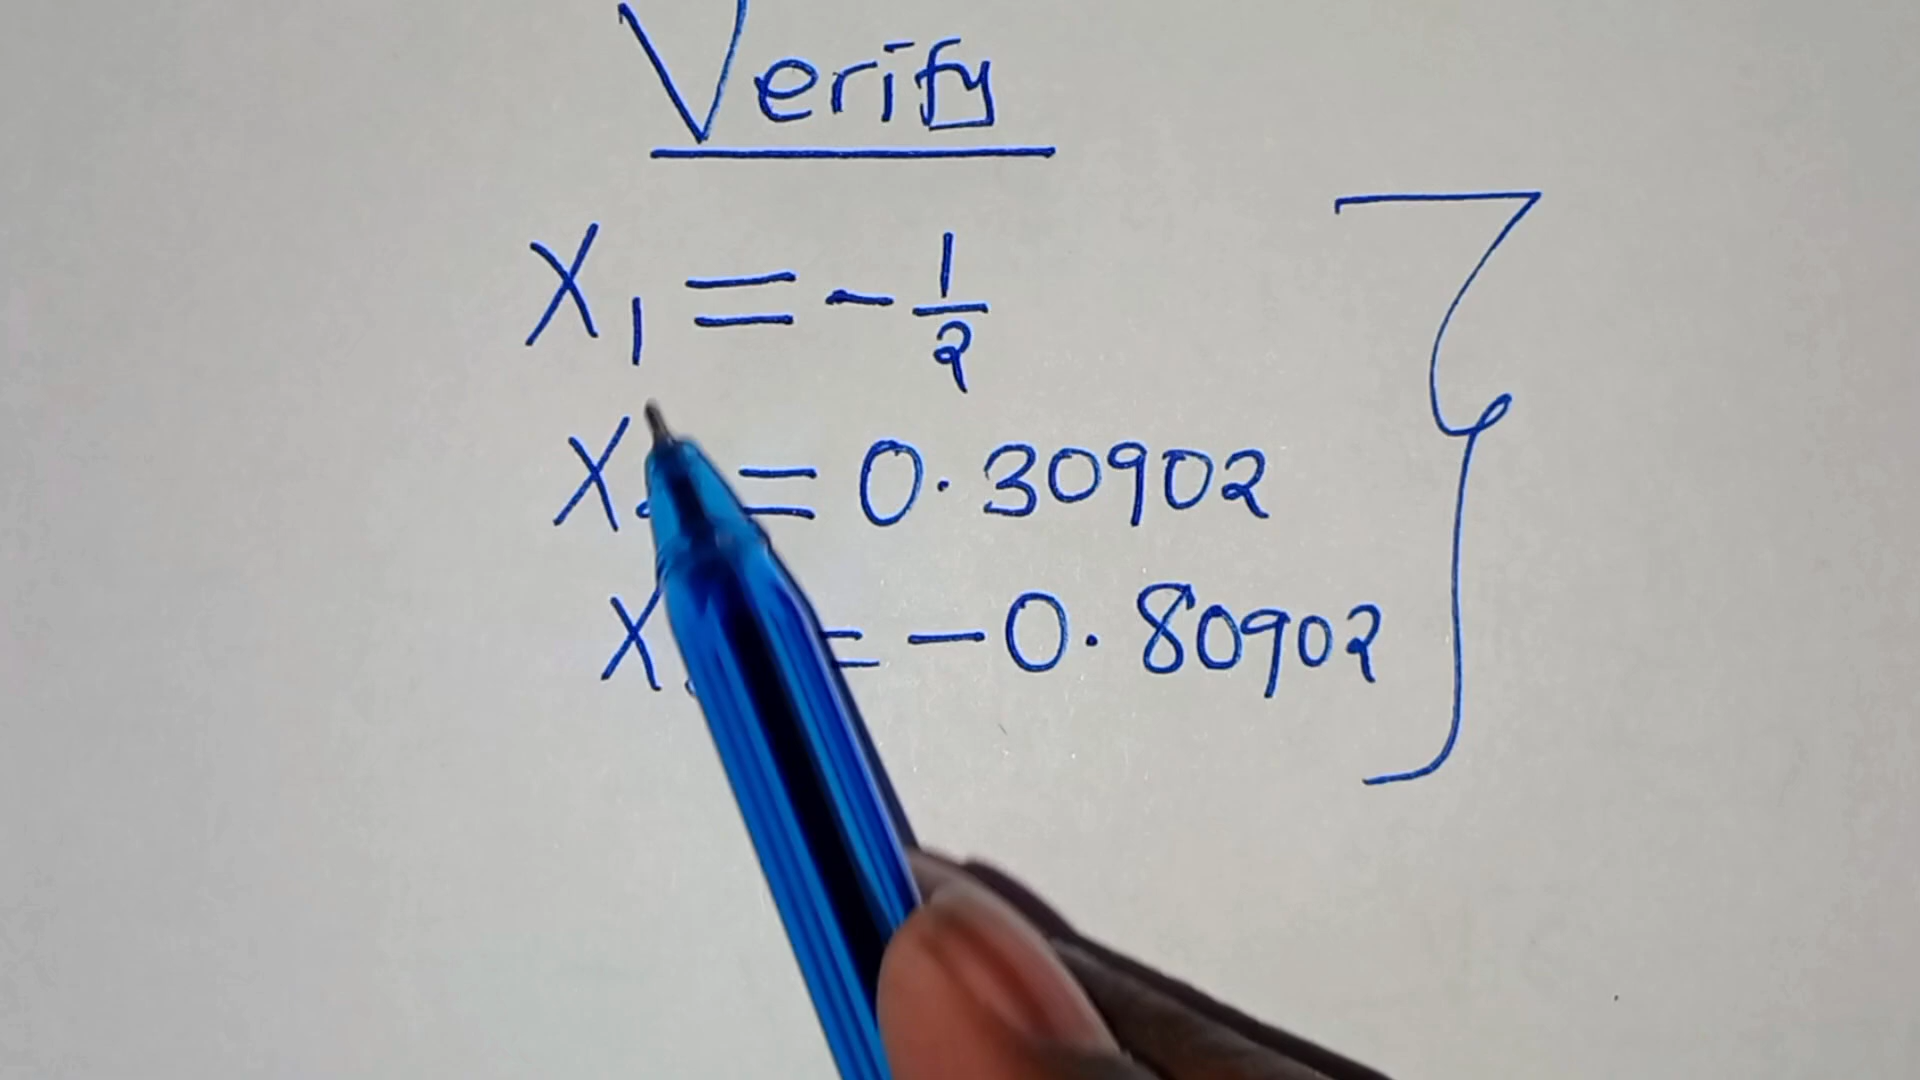 Verify
X₁ = -1/2
X = 0.30902
X = -0.80902